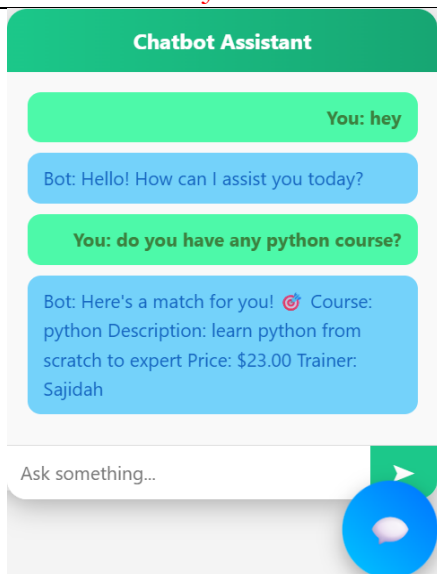 Chatbot Assistant
You: hey
Bot: Hello! How can I assist you today?
You: do you have any python course?
Bot: Here's a match for you! 🎯 Course:
python Description: learn python from
scratch to expert Price: $23.00 Trainer:
Sajidah
Ask something...